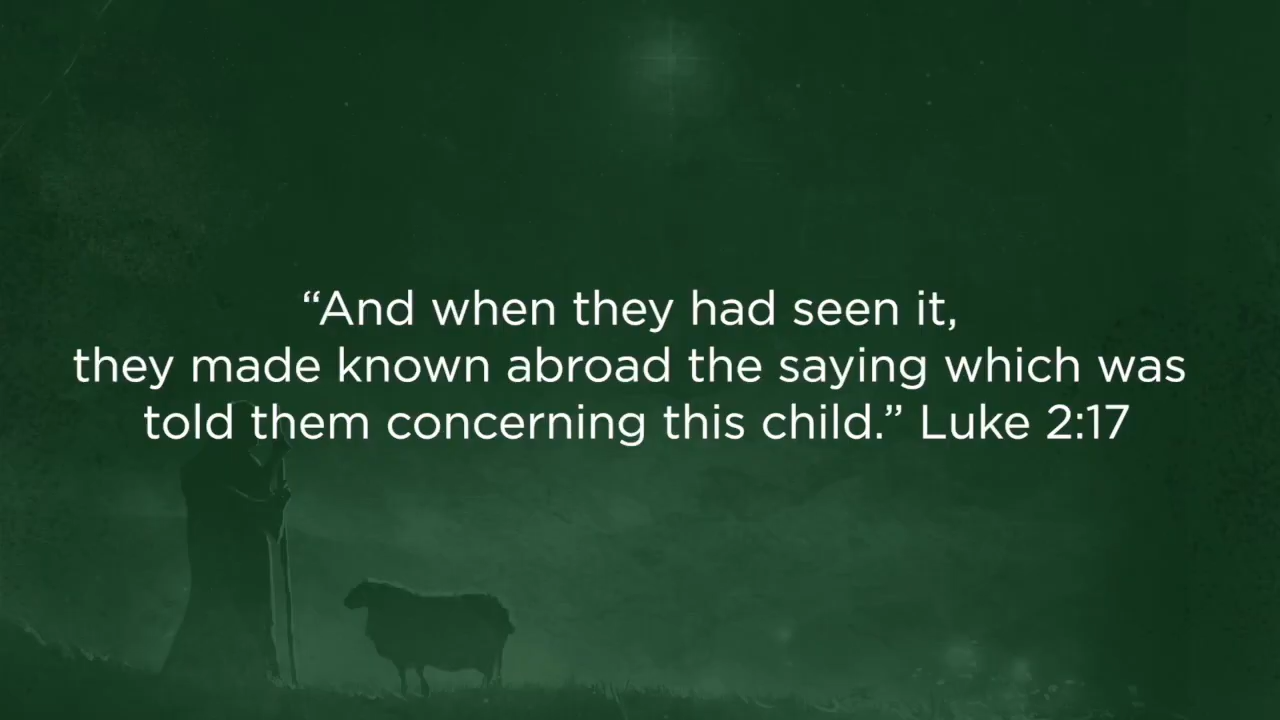 “And when they had seen it,
they made known abroad the saying which was
told them concerning this child.” Luke 2:17